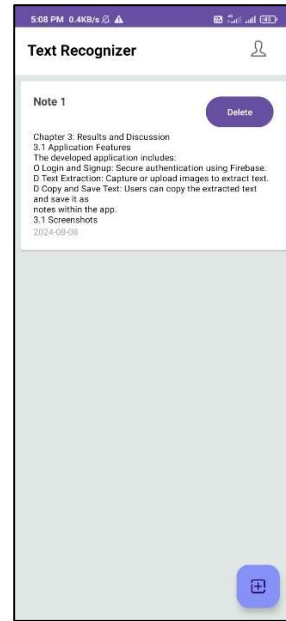 5:08 PM 0.4KB/s
Text Recognizer
Note 1
Delete
Chapter 3: Results and Discussion
3.1 Application Features
The developed application includes:
O Login and Signup: Secure authentication using Firebase.
D Text Extraction: Capture or upload images to extract text.
D Copy and Save Text: Users can copy the extracted text
and save it as
notes within the app.
3.1 Screenshots
2024-08-08